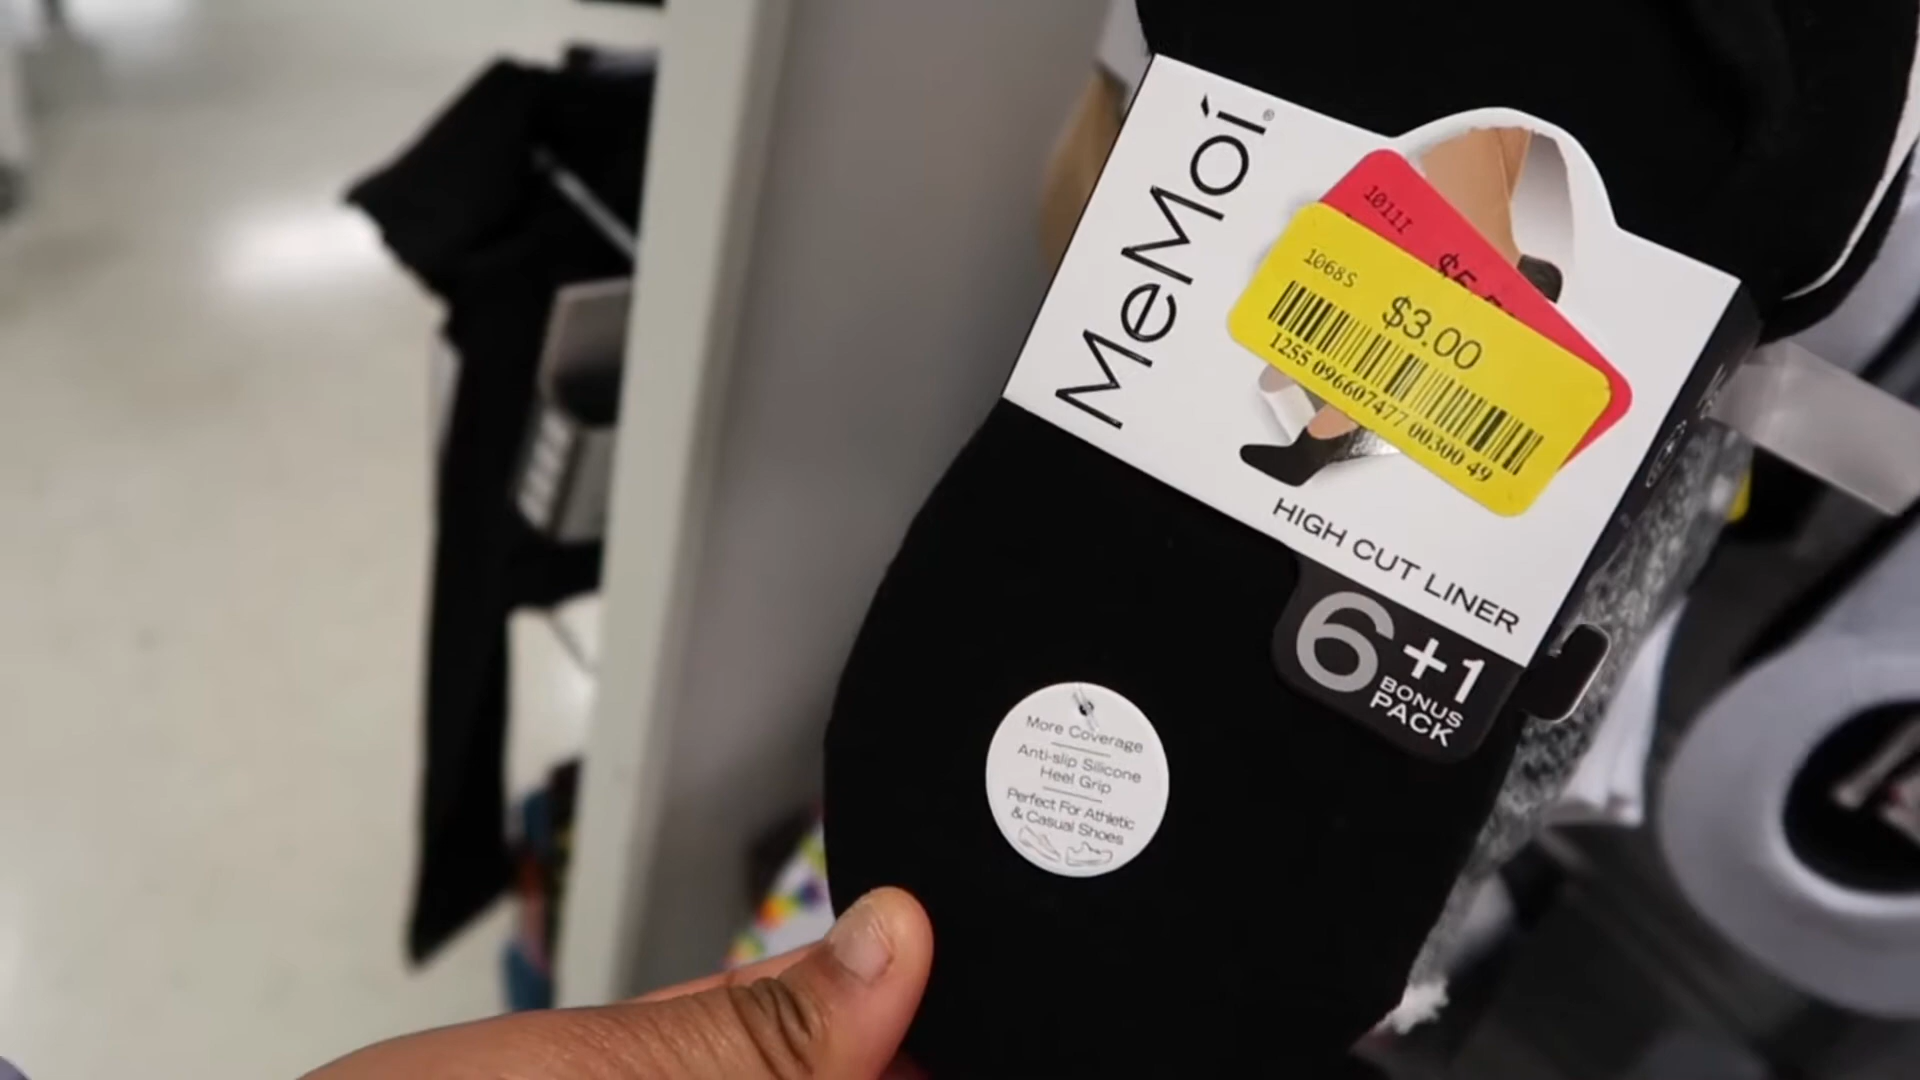 MeMoí®
1011I
1068S
$3.00
1255 096607477 00300 49
HIGH CUT LINER
6+1
BONUS
PACK
More Coverage
Anti-slip Silicone
Heel Grip
Perfect For Athletic
& Casual Shoes